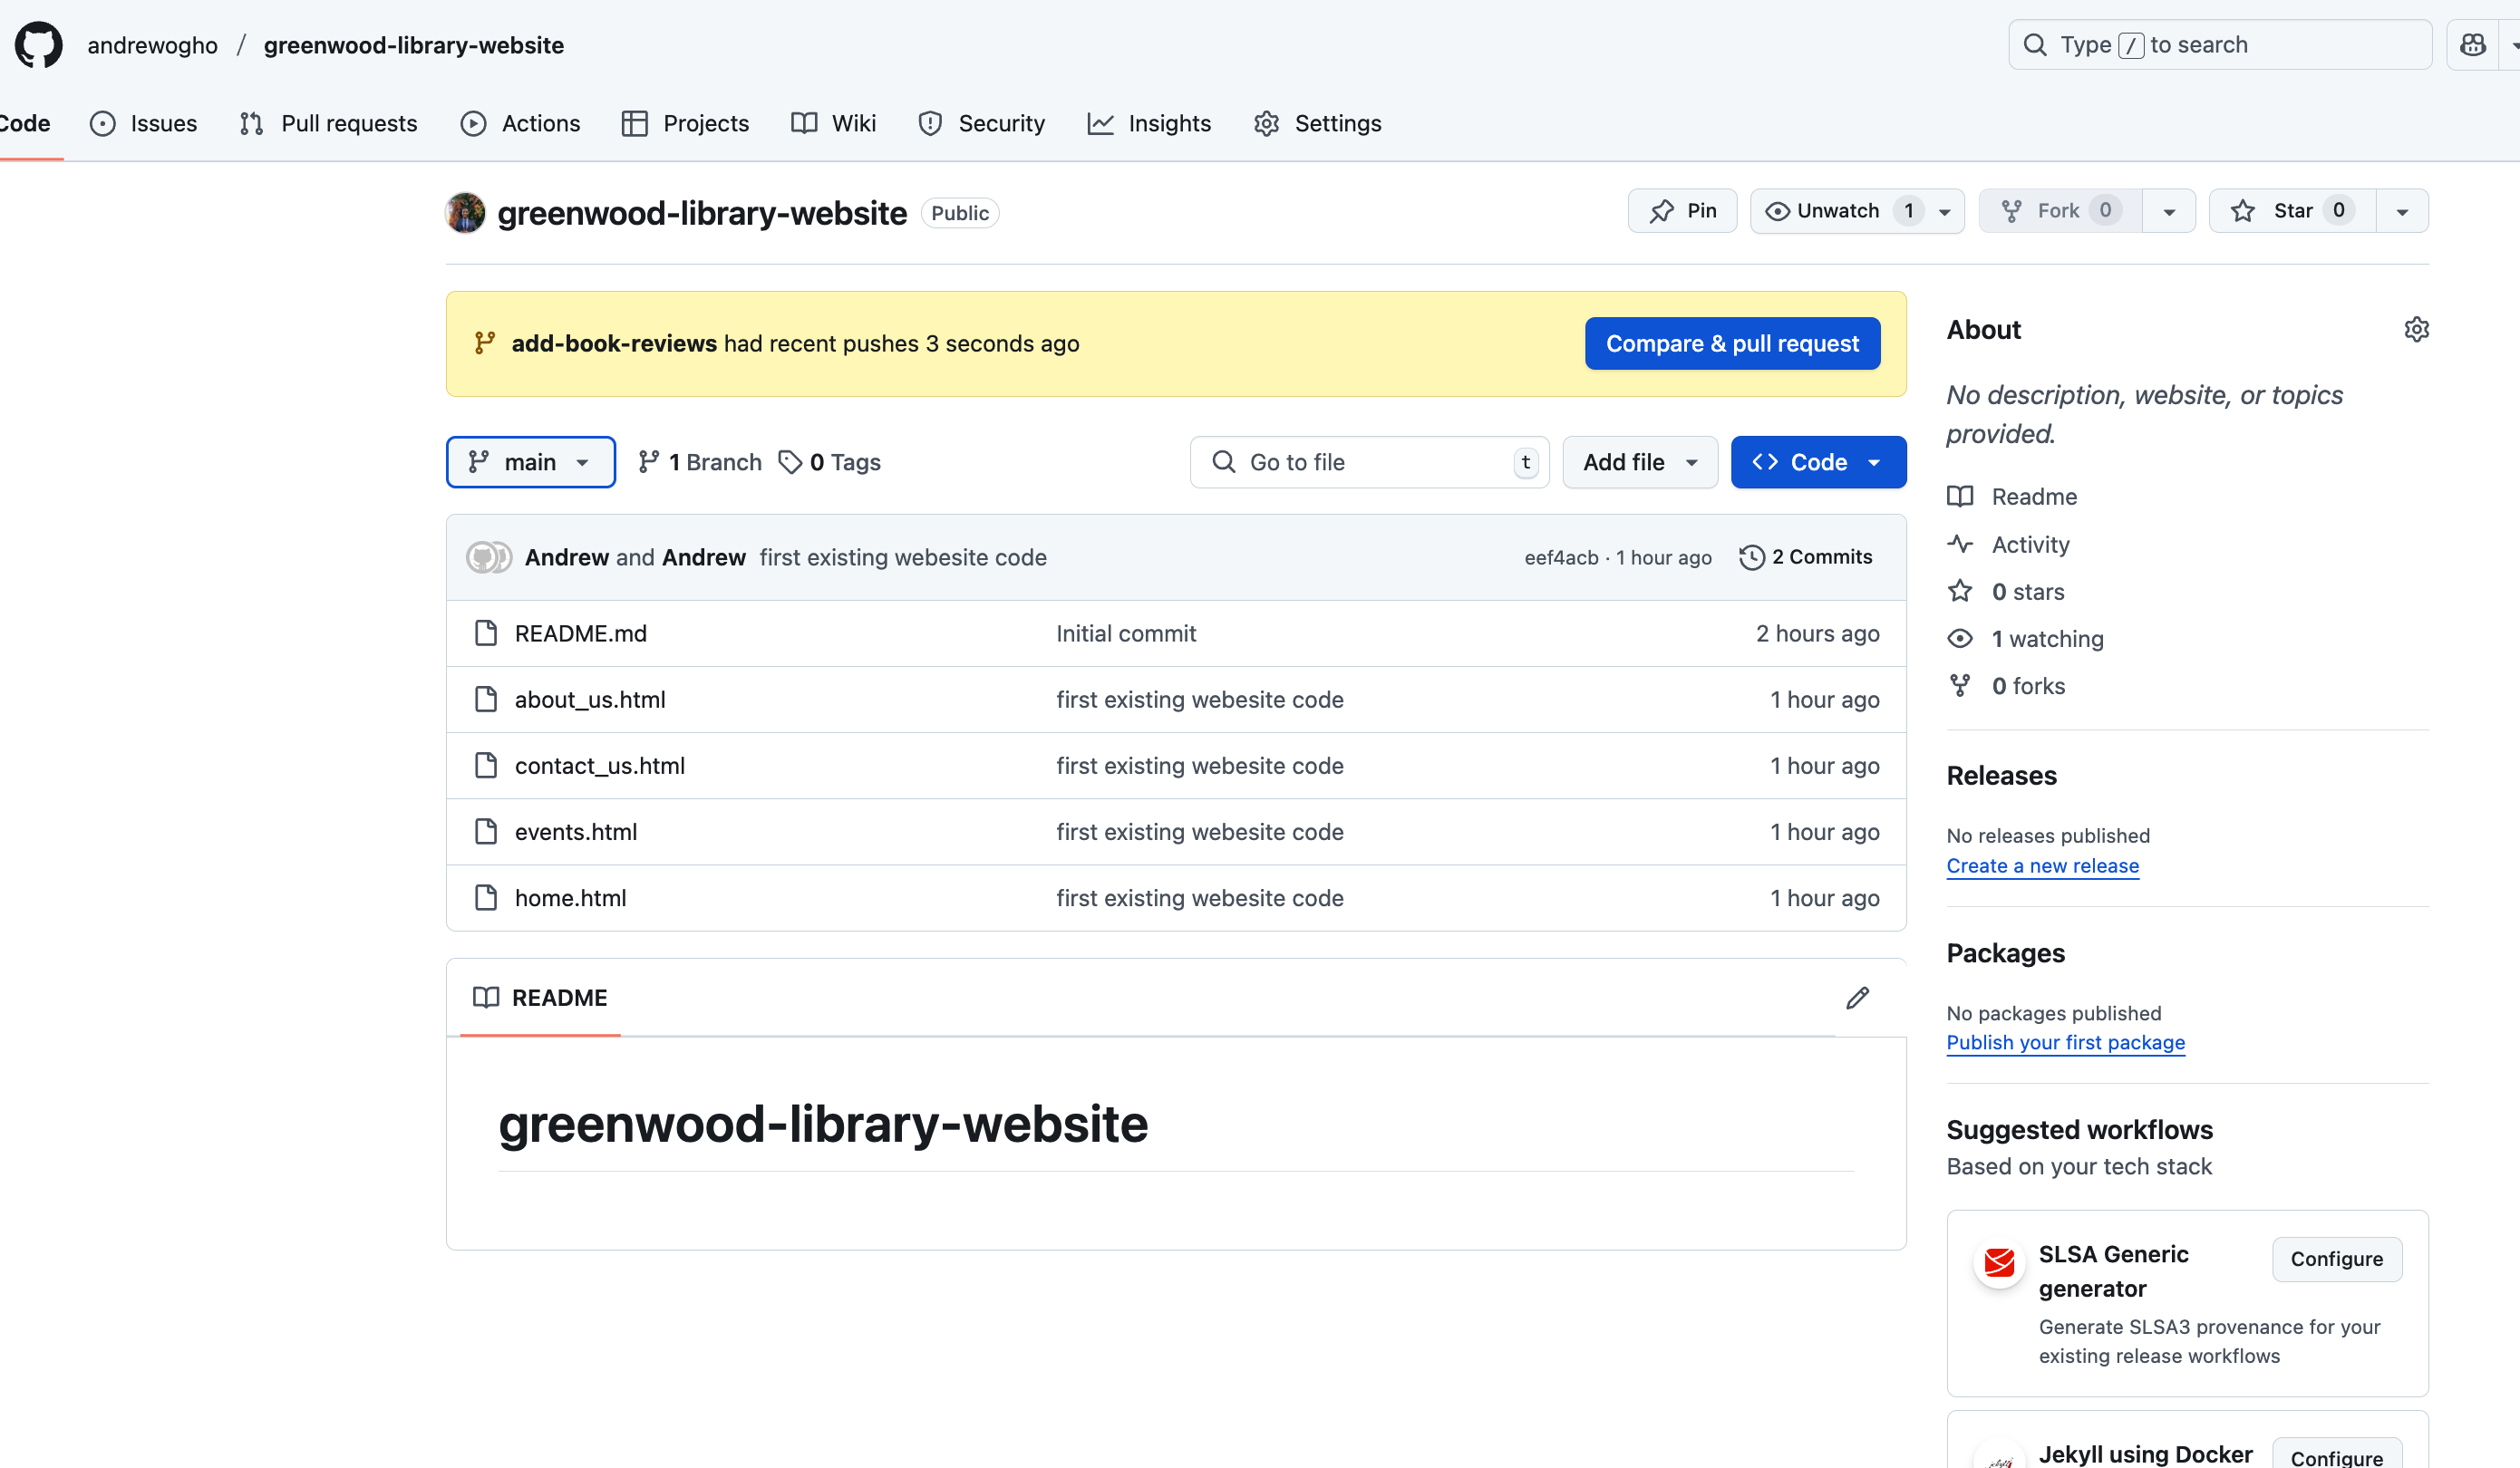 andrewogho / greenwood-library-website
Type / to search
Code Issues Pull requests Actions Projects Wiki Security Insights Settings
greenwood-library-website Public
Pin Unwatch 1 Fork 0 Star 0
add-book-reviews had recent pushes 3 seconds ago
Compare & pull request
main 1 Branch 0 Tags
Go to file t
Add file
Code
Andrew and Andrew first existing webesite code eef4acb · 1 hour ago 2 Commits
README.md Initial commit 2 hours ago
about_us.html first existing webesite code 1 hour ago
contact_us.html first existing webesite code 1 hour ago
events.html first existing webesite code 1 hour ago
home.html first existing webesite code 1 hour ago
README
greenwood-library-website
About
No description, website, or topics
provided.
Readme
Activity
0 stars
1 watching
0 forks
Releases
No releases published
Create a new release
Packages
No packages published
Publish your first package
Suggested workflows
Based on your tech stack
SLSA Generic
generator
Configure
Generate SLSA3 provenance for your
existing release workflows
Jekyll using Docker
Configure